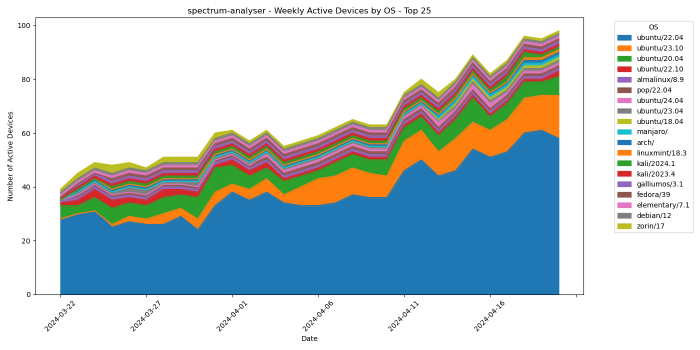 spectrum-analyser - Weekly Active Devices by OS - Top 25
Number of Active Devices
100
80
60
40
20
0
2024-03-22
2024-03-27
2024-04-01
2024-04-06
2024-04-11
2024-04-16
Date
OS
ubuntu/22.04
ubuntu/23.10
ubuntu/20.04
ubuntu/22.10
almalinux/8.9
pop/22.04
ubuntu/24.04
ubuntu/23.04
ubuntu/18.04
manjaro/
arch/
linuxmint/18.3
kali/2024.1
kali/2023.4
galliumos/3.1
fedora/39
elementary/7.1
debian/12
zorin/17